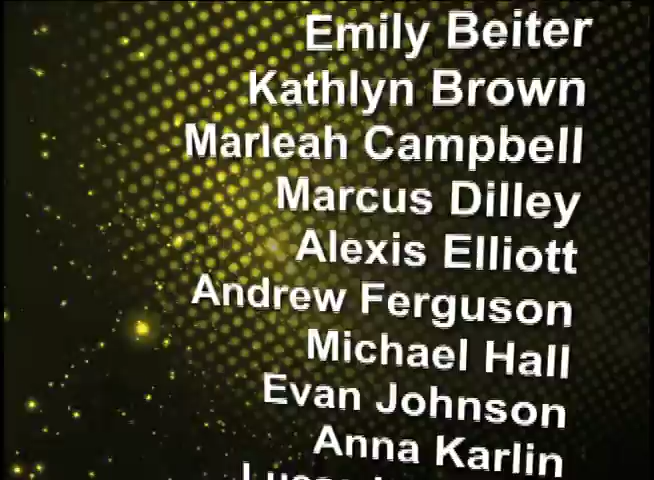 Emily Beiter
Kathlyn Brown
Marleah Campbell
Marcus Dilley
Alexis Elliott
Andrew Ferguson
Michael Hall
Evan Johnson
Anna Karlin